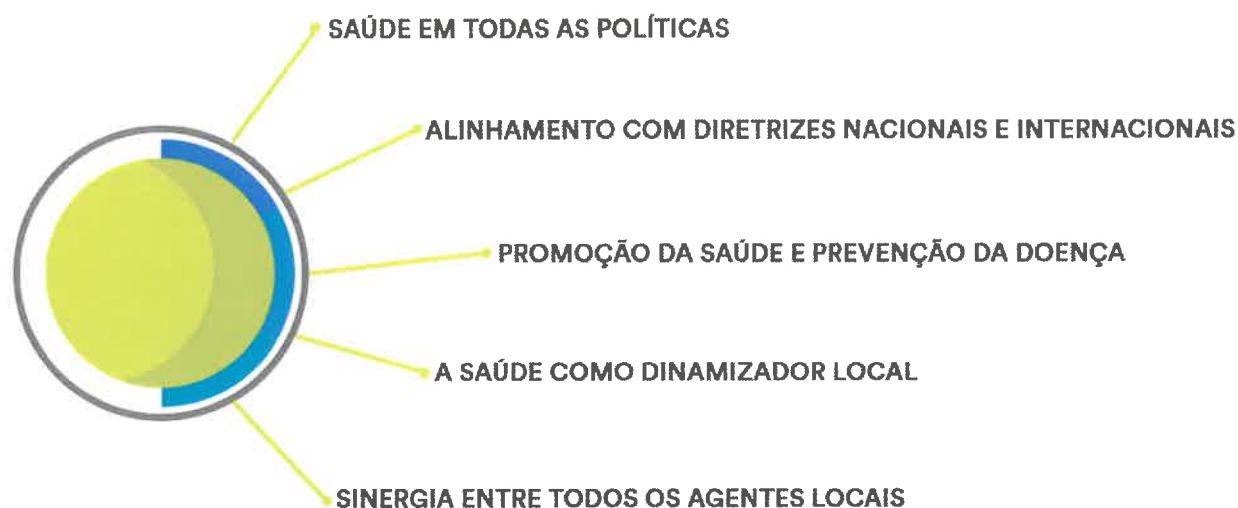 SAÚDE EM TODAS AS POLÍTICAS
ALINHAMENTO COM DIRETRIZES NACIONAIS E INTERNACIONAIS
PROMOÇÃO DA SAÚDE E PREVENÇÃO DA DOENÇA
A SAÚDE COMO DINAMIZADOR LOCAL
SINERGIA ENTRE TODOS OS AGENTES LOCAIS